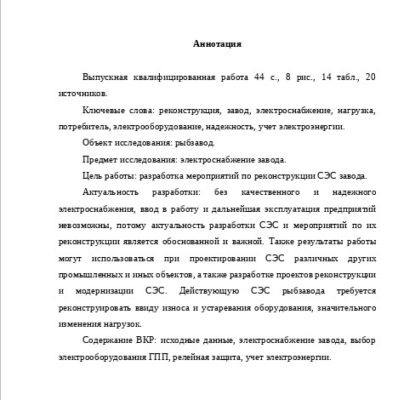 Аннотация
Выпускная квалифицированная работа 44 с., 8 рис., 14 табл., 20
источников.
Ключевые слова: реконструкция, завод, электроснабжение, нагрузка,
потребитель, электрооборудование, надежность, учет электроэнергии.
Объект исследования: рыбзавод.
Предмет исследования: электроснабжение завода.
Цель работы: разработка мероприятий по реконструкции СЭС завода.
Актуальность разработки: без качественного и надежного
электроснабжения, ввод в работу и дальнейшая эксплуатация предприятий
невозможны, потому актуальность разработки СЭС и мероприятий по их
реконструкции является обоснованной и важной. Также результаты работы
могут использоваться при проектировании СЭС различных других
промышленных и иных объектов, а также разработке проектов реконструкции
и модернизации СЭС. Действующую СЭС рыбзавода требуется
реконструировать ввиду износа и устаревания оборудования, значительного
изменения нагрузок.
Содержание ВКР: исходные данные, электроснабжение завода, выбор
электрооборудования ГПП, релейная защита, учет электроэнергии.